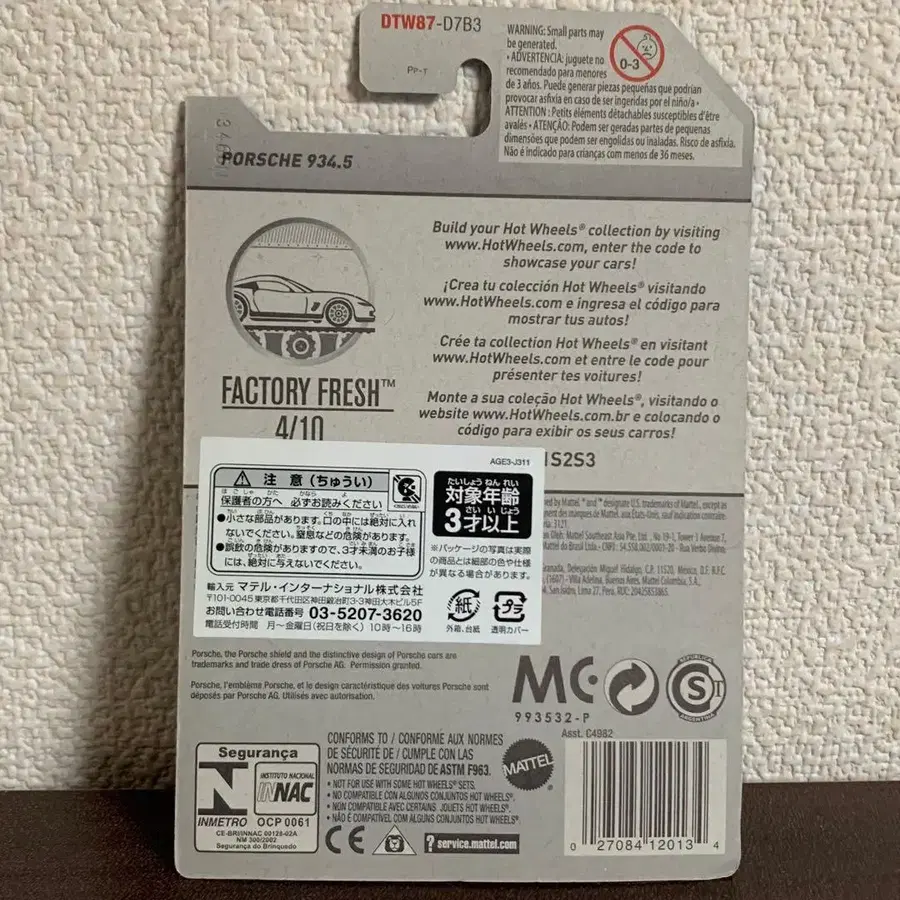 DTW87-D7B3
PP-T
WARNING: Small parts may
be generated.
• ADVERTENCIA: juguete no
recomendado para menores
de 3 años. Puede generar piezas pequeñas que podrían
provocar asfixia en caso de ser ingeridas por el niño/a •
ATTENTION : Petits éléments détachables susceptibles d'être
avalés • ATENÇÃO: Podem ser geradas partes de pequenas
dimensões que podem ser engolidas ou inaladas. Risco de asfixia.
Não é indicado para crianças com menos de 36 meses.
0-3
PORSCHE 934.5
Build your Hot Wheels® collection by visiting
www.HotWheels.com, enter the code to
showcase your cars!
¡Crea tu colección Hot Wheels® visitando
www.HotWheels.com e ingresa el código para
mostrar tus autos!
Crée ta collection Hot Wheels® en visitant
www.HotWheels.com et entre le code pour
présenter tes voitures!
Monte a sua coleção Hot Wheels®, visitando o
website www.HotWheels.com.br e colocando o
código para exibir os seus carros!
FACTORY FRESH™
4/10
1S2S3
AGE3-J311
注意(ちゅうい)
保護者の方へ 必ずお読みください
●小さな部品があります。口の中には絶対に入れ
ないでください。窒息などの危険があります。
●誤飲の危険がありますので、3才未満のお子様
には、絶対に与えないでください。
たいしょうねんれい
対象年齢
さいいじょう
3才以上
※パッケージの写真は実際
の商品とは細部の色や仕様
が異なる場合があります。
輸入元 マテル・インターナショナル株式会社
〒101-0045 東京都千代田区神田鍛冶町3-3神田大木ビル5F
お問い合わせ電話番号 03-5207-3620
電話受付時間 月~金曜日(祝日を除く) 10時~16時
紙
外箱、台紙
プラ
透明カバー
Porsche, the Porsche shield and the distinctive design of Porsche cars are
trademarks and trade dress of Porsche AG. Permission granted.
Porsche, l'emblème Porsche, et le design caractéristique des voitures Porsche sont
déposés par Porsche AG. Utilisés avec autorisation.
MC
993532-P
REPUBLICA
S
I
ARGENTINA
Asst. C4982
Segurança
INMETRO
INSTITUTO NACIONAL
INNAC
OCP 0061
CE-BRI/INNAC 00128-02A
NM 300/2002
Segurança do Brinquedo
CONFORMS TO / CONFORME AUX NORMES
DE SÉCURITÉ DE / CUMPLE CON LAS
NORMAS DE SEGURIDAD DE ASTM F963.
• NOT FOR USE WITH SOME HOT WHEELS® SETS.
• NO COMPATIBLE CON ALGUNOS CONJUNTOS HOT WHEELS®
• NON COMPATIBLE AVEC CERTAINS JOUETS HOT WHEELS®
• NÃO É COMPATÍVEL COM ALGUNS CONJUNTOS HOT WHEELS®
MATTEL
CE
? service.mattel.com
0 27084 12013 4